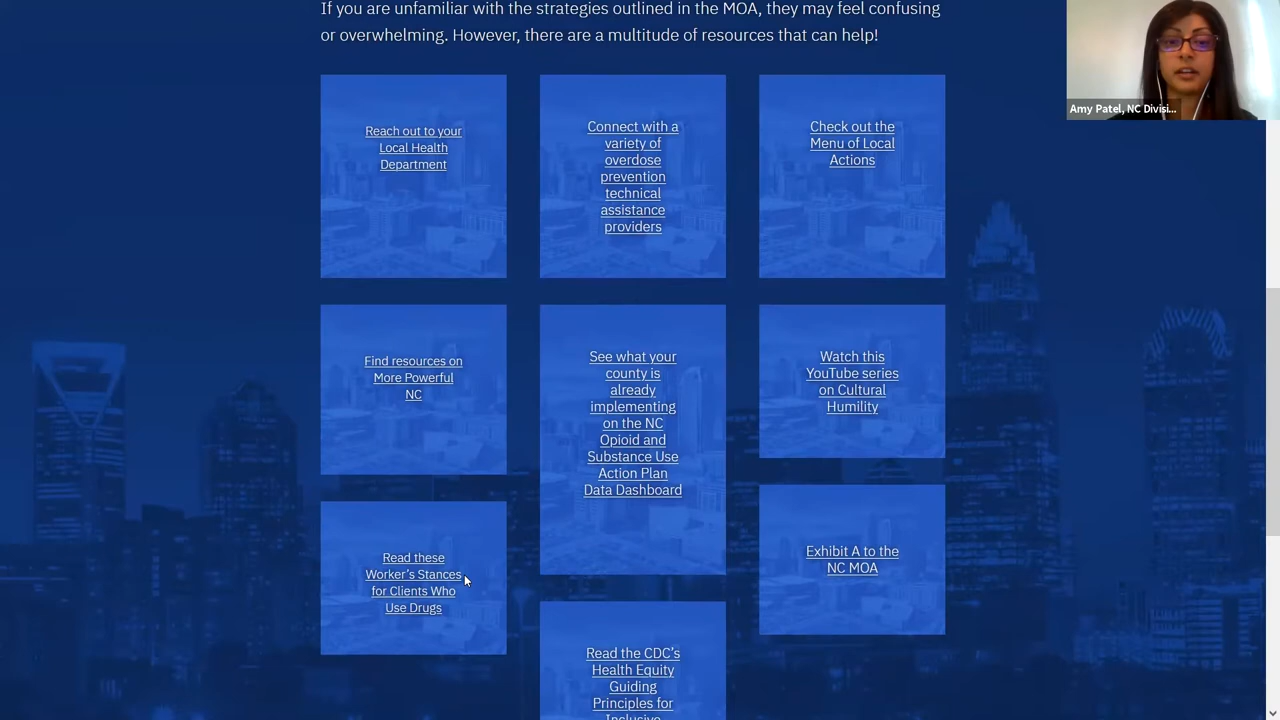 If you are unfamiliar with the strategies outlined in the MOA, they may feel confusing
or overwhelming. However, there are a multitude of resources that can help!
Amy Patel, NC Divisi...
Reach out to your
Local Health
Department
Connect with a
variety of
overdose
prevention
technical
assistance
providers
Check out the
Menu of Local
Actions
Find resources on
More Powerful
NC
See what your
county is
already
implementing
on the NC
Opioid and
Substance Use
Action Plan
Data Dashboard
Watch this
YouTube series
on Cultural
Humility
Read these
Worker's Stances
for Clients Who
Use Drugs
Exhibit A to the
NC MOA
Read the CDC's
Health Equity
Guiding
Principles for
Inclusive